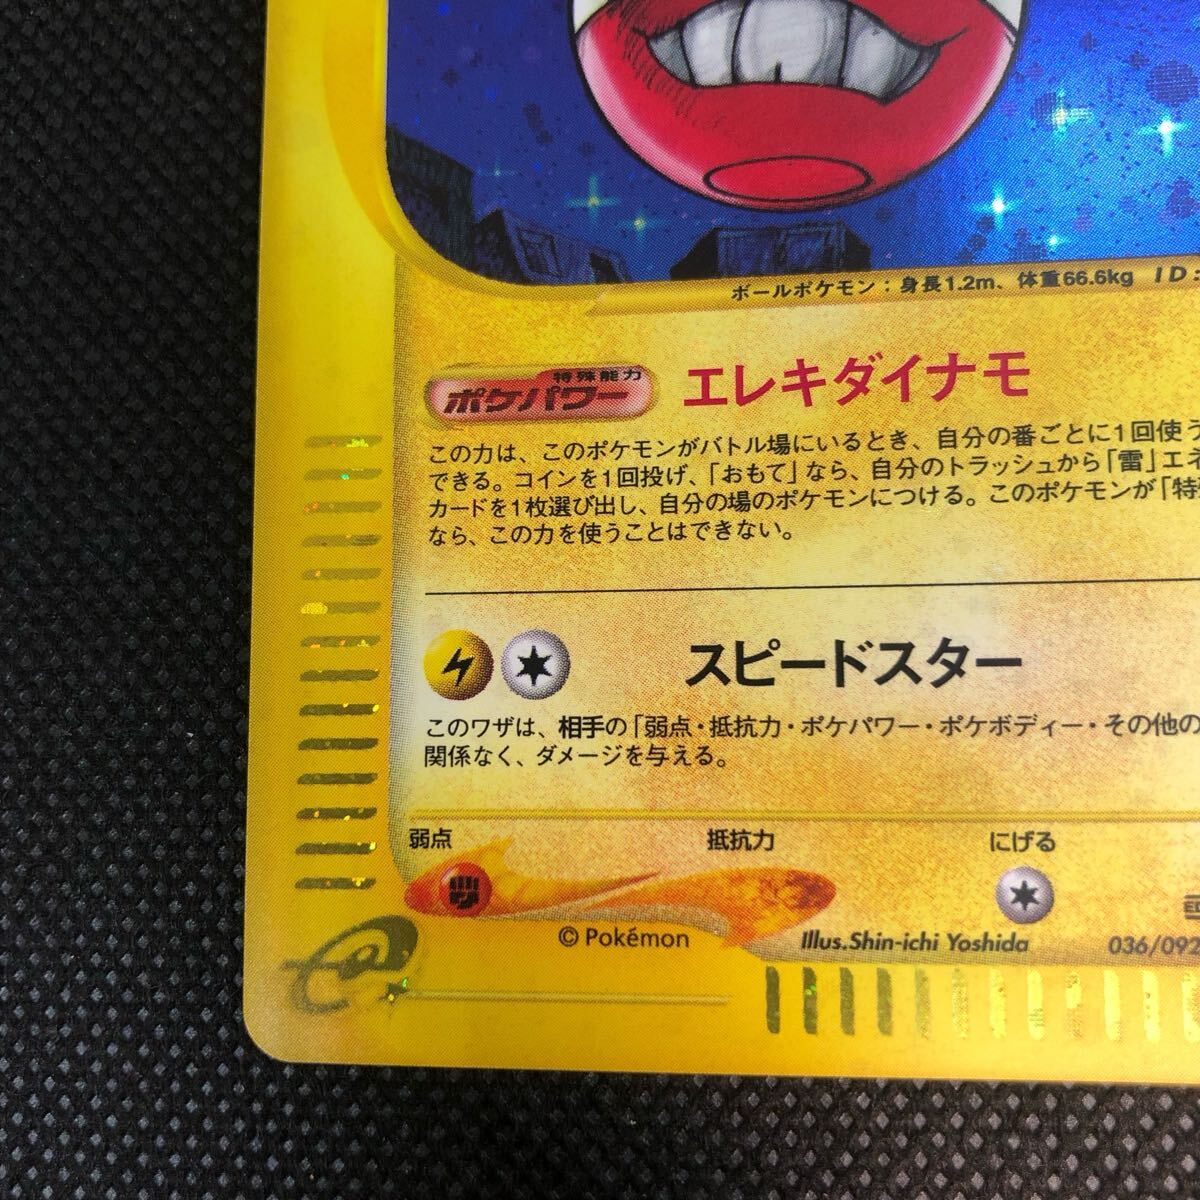 ボールポケモン：身長1.2m、体重66.6kg ID:
特殊能力
ポケパワー エレキダイナモ
この力は、このポケモンがバトル場にいるとき、自分の番ごとに1回使う
できる。コインを1回投げ、「おもて」なら、自分のトラッシュから「雷」エネ
カードを1枚選び出し、自分の場のポケモンにつける。このポケモンが「特
なら、この力を使うことはできない。
スピードスター
このワザは、相手の「弱点・抵抗力・ポケパワー・ポケボディー・その他の
関係なく、ダメージを与える。
弱点 抵抗力 にげる
© Pokémon Illus.Shin-ichi Yoshida 036/092
e